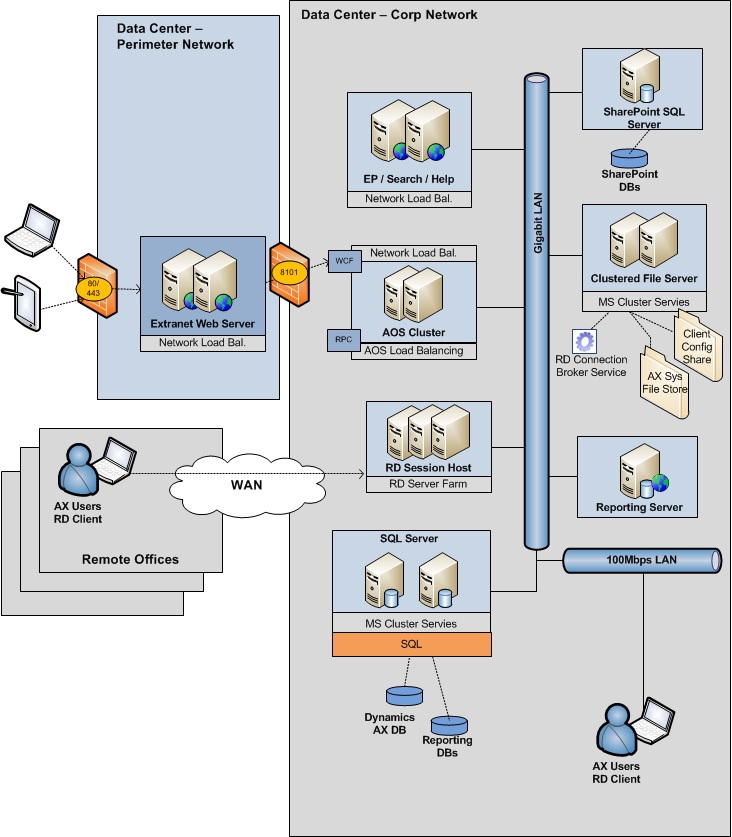 Data Center –
Perimeter Network
Data Center – Corp Network
EP / Search / Help
Network Load Bal.
Gigabit LAN
SharePoint SQL
Server
SharePoint
DBs
80/
443
Extranet Web Server
Network Load Bal.
8101
WCF
Network Load Bal.
AOS Cluster
RPC
AOS Load Balancing
Clustered File Server
MS Cluster Servies
RD Connection
Broker Service
AX Sys
File Store
Client
Config
Share
AX Users
RD Client
Remote Offices
WAN
RD Session Host
RD Server Farm
Reporting Server
SQL Server
MS Cluster Servies
SQL
Dynamics
AX DB
Reporting
DBs
100Mbps LAN
AX Users
RD Client